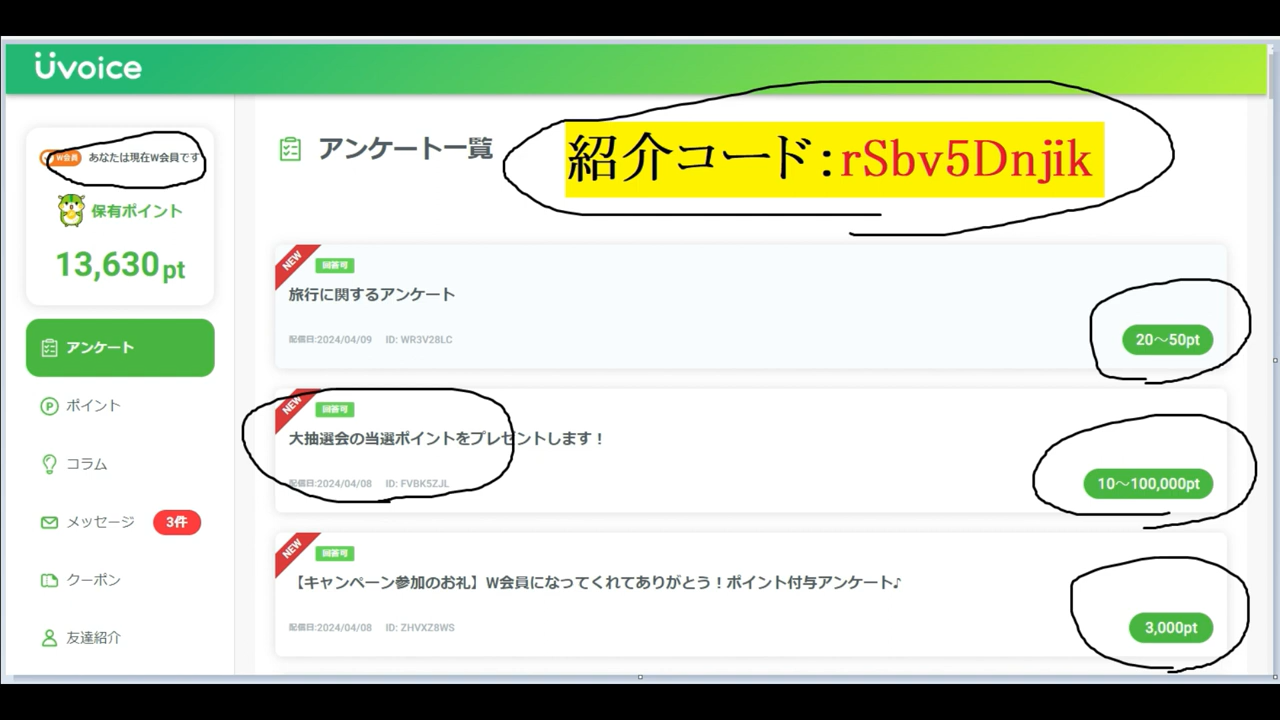 Üvoice
W会員 あなたは現在W会員です
保有ポイント
13,630pt
アンケート
ポイント
コラム
メッセージ 3件
クーポン
友達紹介
アンケート一覧
紹介コード:rSbv5Dnjik
NEW
回答可
旅行に関するアンケート
配信日:2024/04/09 ID: WR3V28LC
20〜50pt
NEW
回答可
大抽選会の当選ポイントをプレゼントします！
配信日:2024/04/08 ID: FVBK5ZJL
10〜100,000pt
NEW
回答可
【キャンペーン参加のお礼】W会員になってくれてありがとう！ポイント付与アンケート♪
配信日:2024/04/08 ID: ZHVXZ8WS
3,000pt